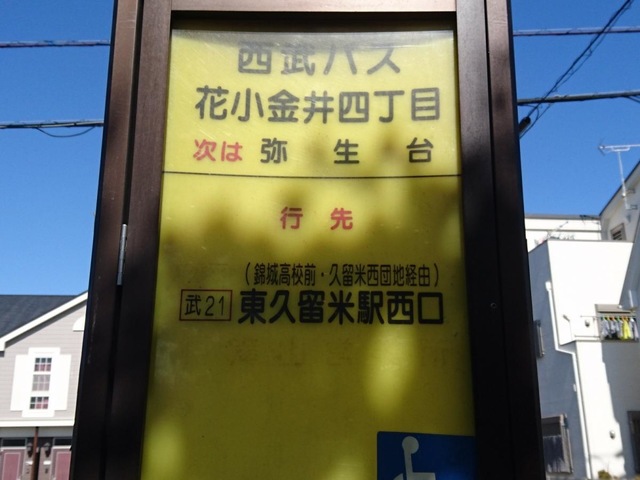 西武バス
花小金井四丁目
次は 弥生台
行先
（錦城高校前・久留米西団地経由）
武21 東久留米駅西口